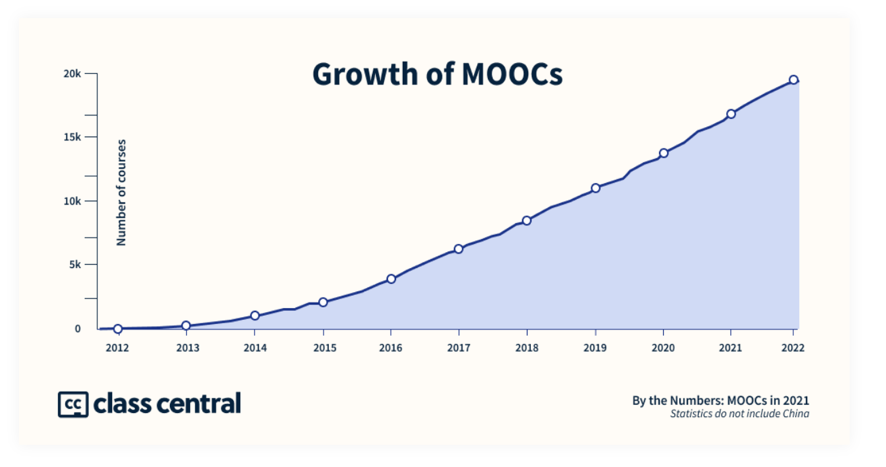 Growth of MOOCs
20k
15k
10k
5k
0
Number of courses
2012 2013 2014 2015 2016 2017 2018 2019 2020 2021 2022
cc class central
By the Numbers: MOOCs in 2021
Statistics do not include China